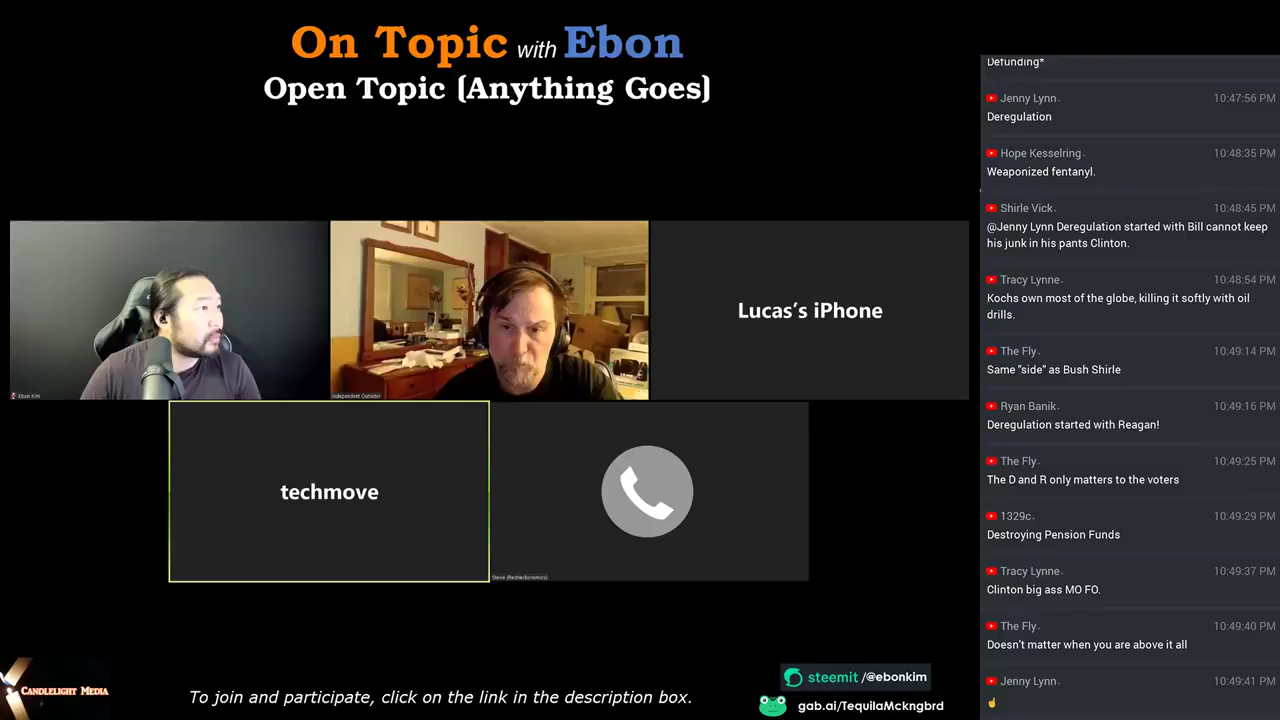 On Topic with Ebon
Open Topic (Anything Goes)
Ebon Kim
Independent Outsider
Lucas's iPhone
techmove
Steve (Redneckonomics)
CANDLELIGHT MEDIA
To join and participate, click on the link in the description box.
steemit /@ebonkim
gab.ai/TequilaMckngbrd
Defunding*
Jenny Lynn 10:47:56 PM
Deregulation
Hope Kesselring 10:48:35 PM
Weaponized fentanyl.
Shirle Vick 10:48:45 PM
@Jenny Lynn Deregulation started with Bill cannot keep
his junk in his pants Clinton.
Tracy Lynne 10:48:54 PM
Kochs own most of the globe, killing it softly with oil
drills.
The Fly 10:49:14 PM
Same "side" as Bush Shirle
Ryan Banik 10:49:16 PM
Deregulation started with Reagan!
The Fly 10:49:25 PM
The D and R only matters to the voters
1329c 10:49:29 PM
Destroying Pension Funds
Tracy Lynne 10:49:37 PM
Clinton big ass MO FO.
The Fly 10:49:40 PM
Doesn't matter when you are above it all
Jenny Lynn 10:49:41 PM